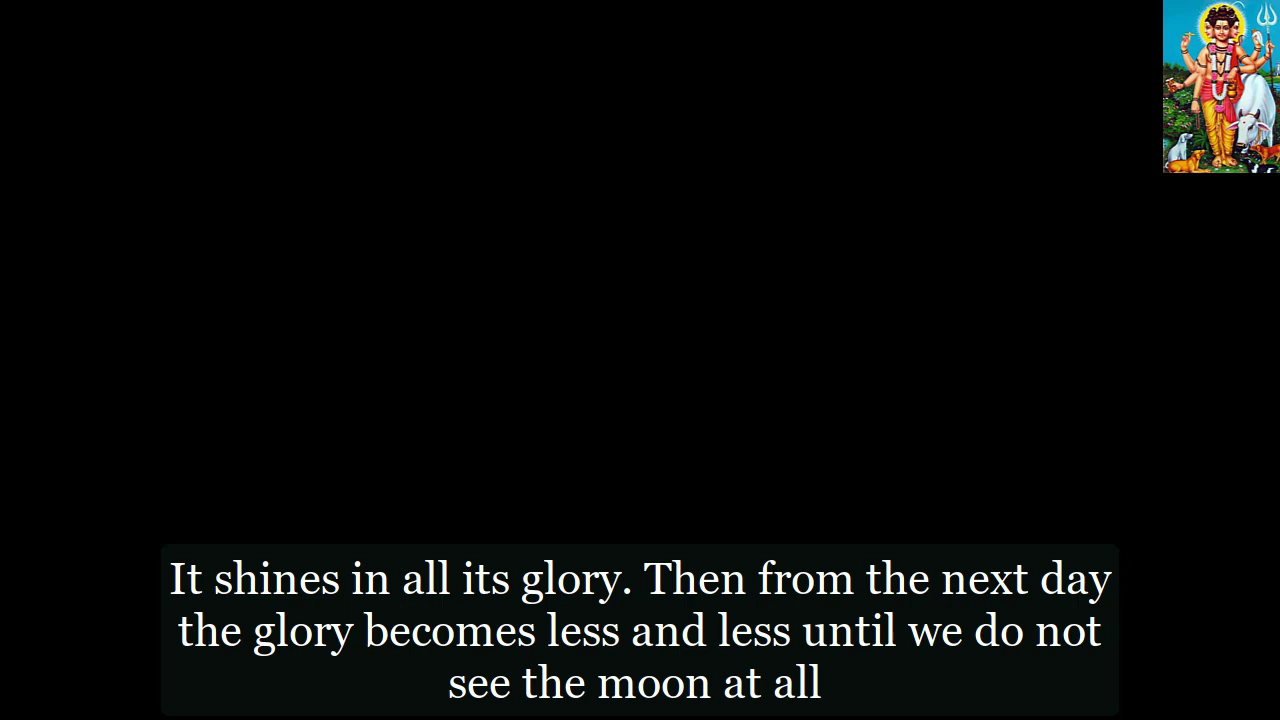 It shines in all its glory. Then from the next day
the glory becomes less and less until we do not
see the moon at all